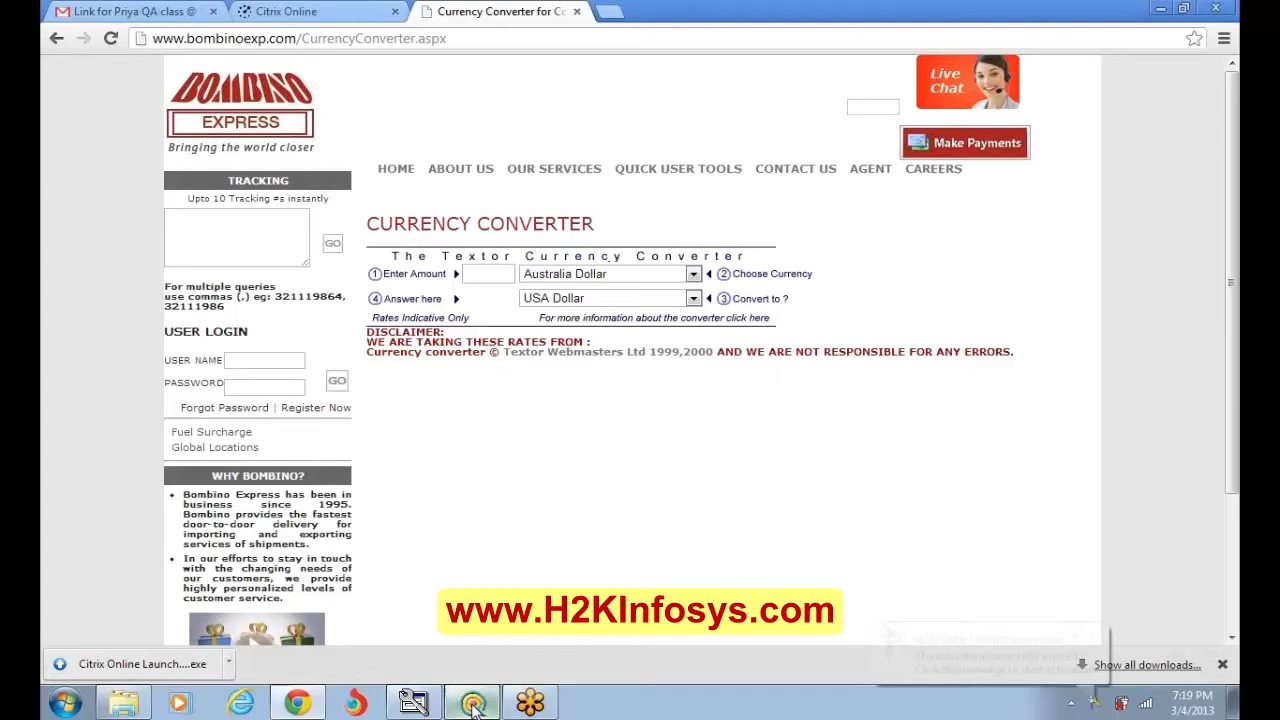 Link for Priya QA class @
Citrix Online
Currency Converter for Co
www.bombinoexp.com/CurrencyConverter.aspx
BOMBINO
EXPRESS
Bringing the world closer
Live
Chat
Make Payments
HOME ABOUT US OUR SERVICES QUICK USER TOOLS CONTACT US AGENT CAREERS
TRACKING
Upto 10 Tracking #s instantly
GO
For multiple queries
use commas (,) eg: 321119864,
32111986
USER LOGIN
USER NAME
PASSWORD
GO
Forgot Password | Register Now
Fuel Surcharge
Global Locations
WHY BOMBINO?
• Bombino Express has been in
business since 1995.
Bombino provides the fastest
door-to-door delivery for
importing and exporting
services of shipments.
• In our efforts to stay in touch
with the changing needs of
our customers, we provide
highly personalized levels of
customer service.
CURRENCY CONVERTER
The Textor Currency Converter
1 Enter Amount Australia Dollar 2 Choose Currency
4 Answer here USA Dollar 3 Convert to ?
Rates Indicative Only For more information about the converter click here
DISCLAIMER:
WE ARE TAKING THESE RATES FROM :
Currency converter © Textor Webmasters Ltd 1999,2000 AND WE ARE NOT RESPONSIBLE FOR ANY ERRORS.
www.H2KInfosys.com
Citrix Online Launch....exe
Show all downloads...
7:19 PM
3/4/2013